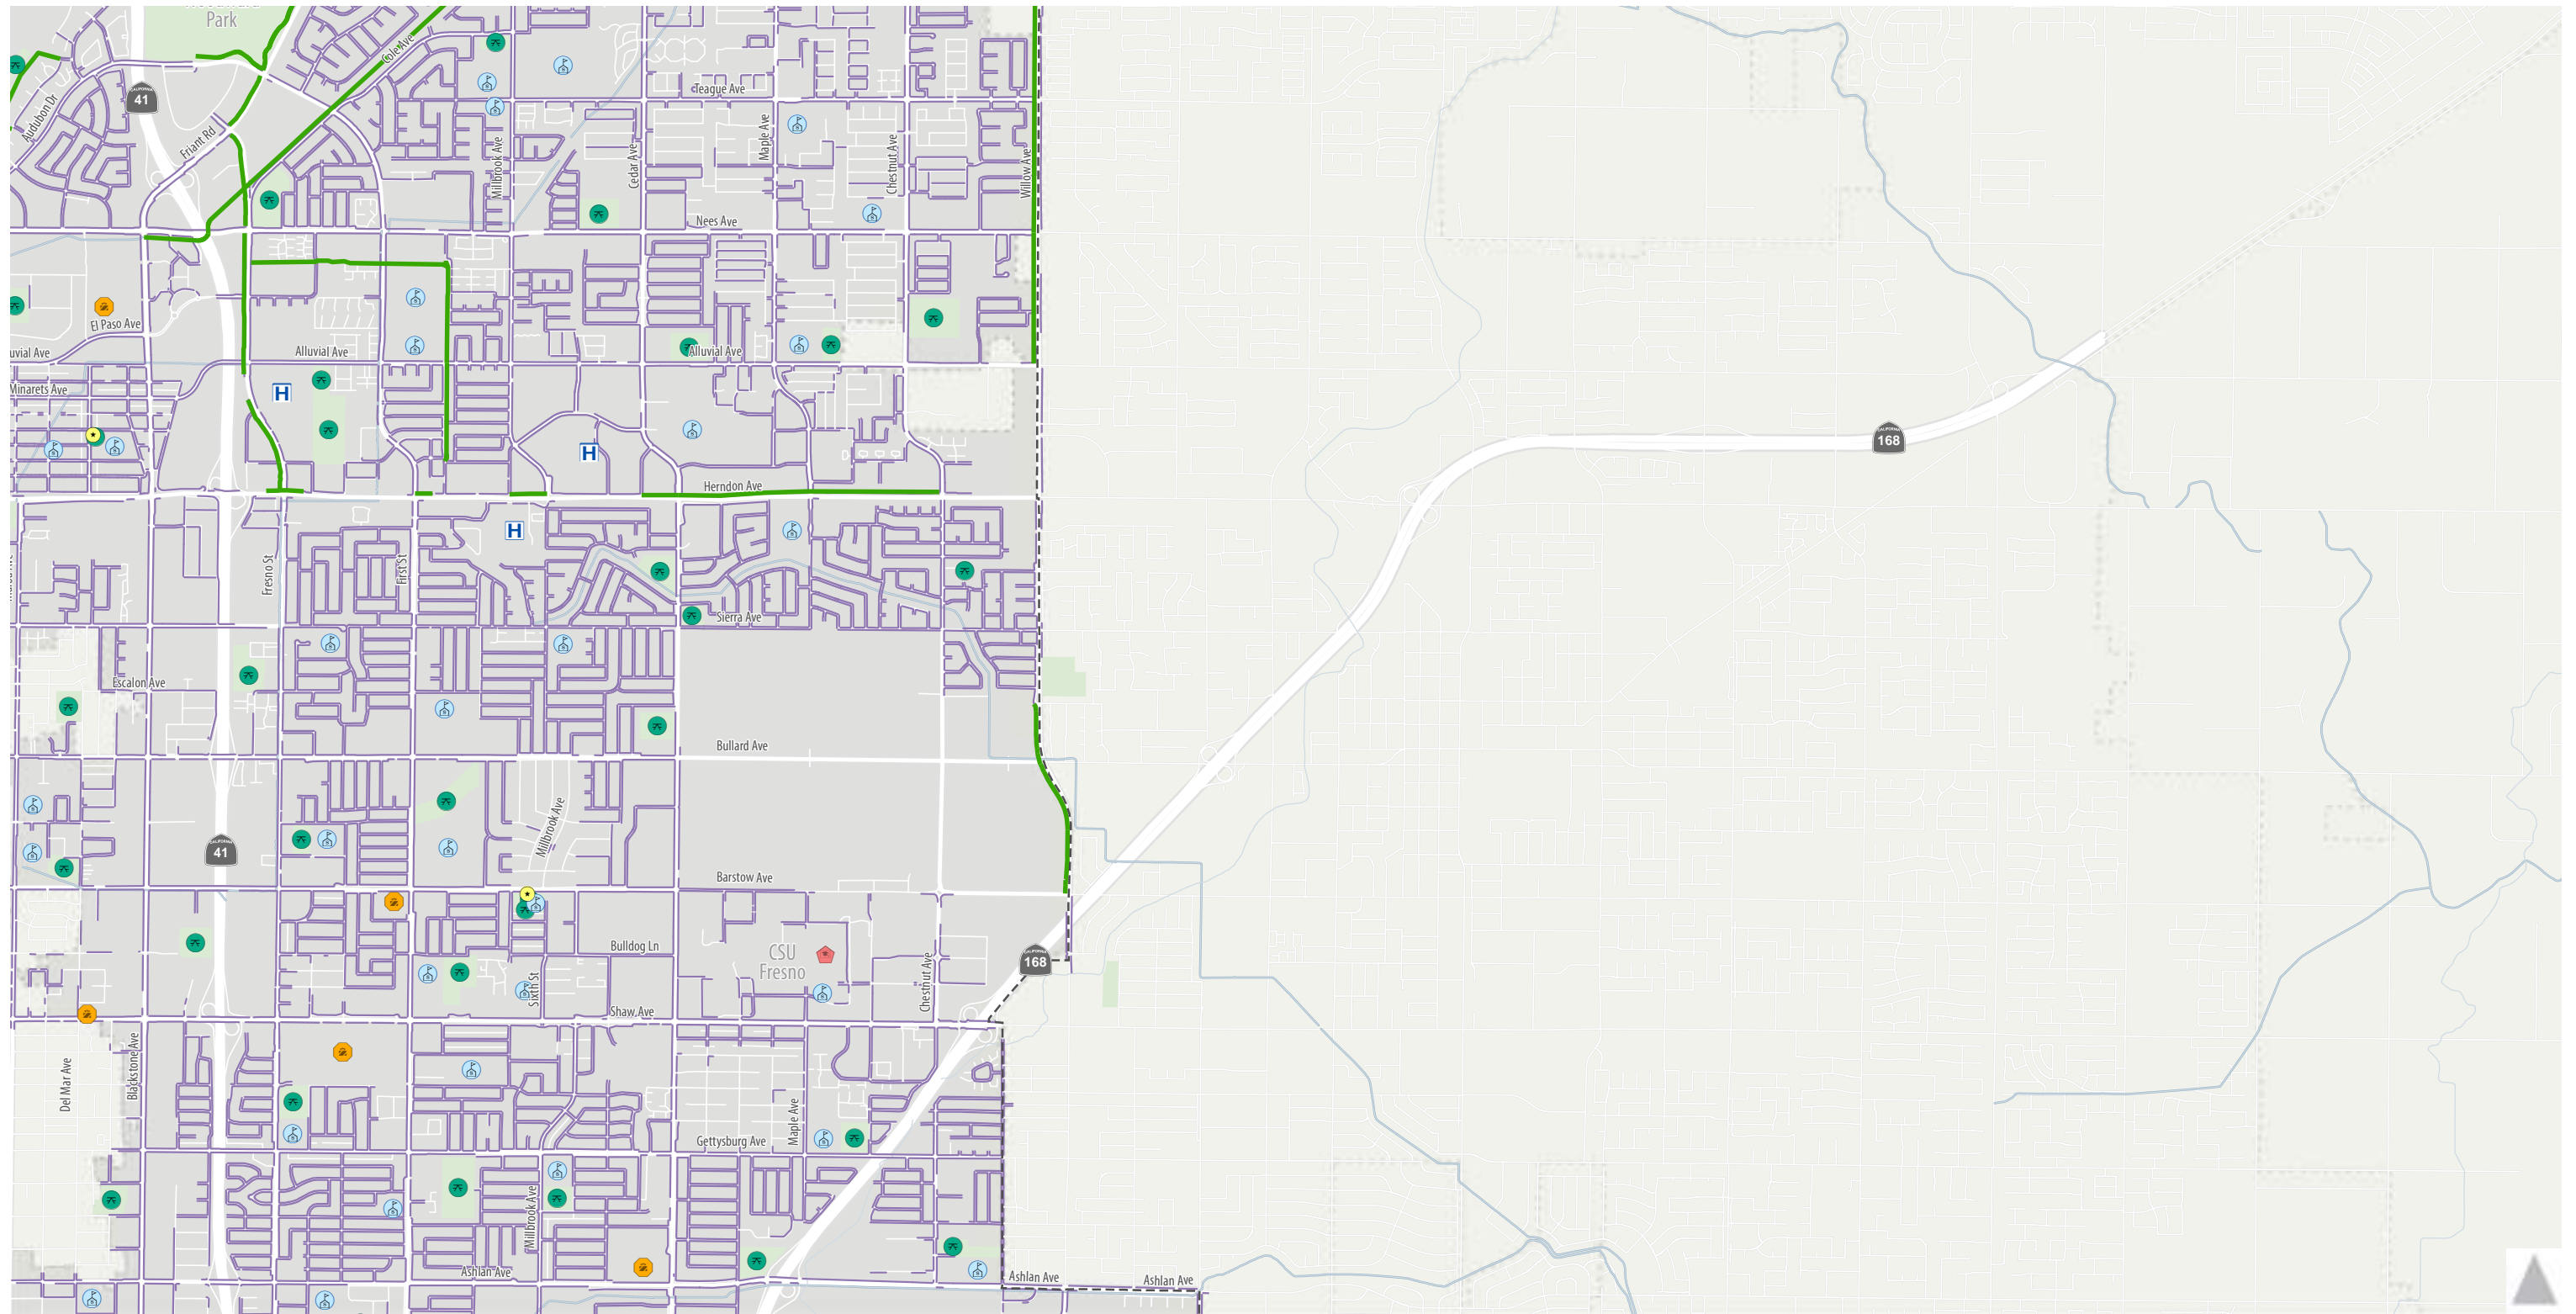 Park
Cole Ave
CALIFORNIA
41
Audubon Dr
Friant Rd
Teague Ave
Millbrook Ave
Cedar Ave
Maple Ave
Chestnut Ave
Willow Ave
Nees Ave
El Paso Ave
uvial Ave
Alluvial Ave
Alluvial Ave
Minarets Ave
H
H
CALIFORNIA
168
Herndon Ave
H
Fresno St
First St
Sierra Ave
Escalon Ave
Bullard Ave
Millbrook Ave
CALIFORNIA
41
Barstow Ave
Bulldog Ln
CSU
Fresno
CALIFORNIA
168
Chestnut Ave
Sixth St
Shaw Ave
Del Mar Ave
Blackstone Ave
Maple Ave
Gettysburg Ave
Millbrook Ave
Ashlan Ave
Ashlan Ave
Ashlan Ave